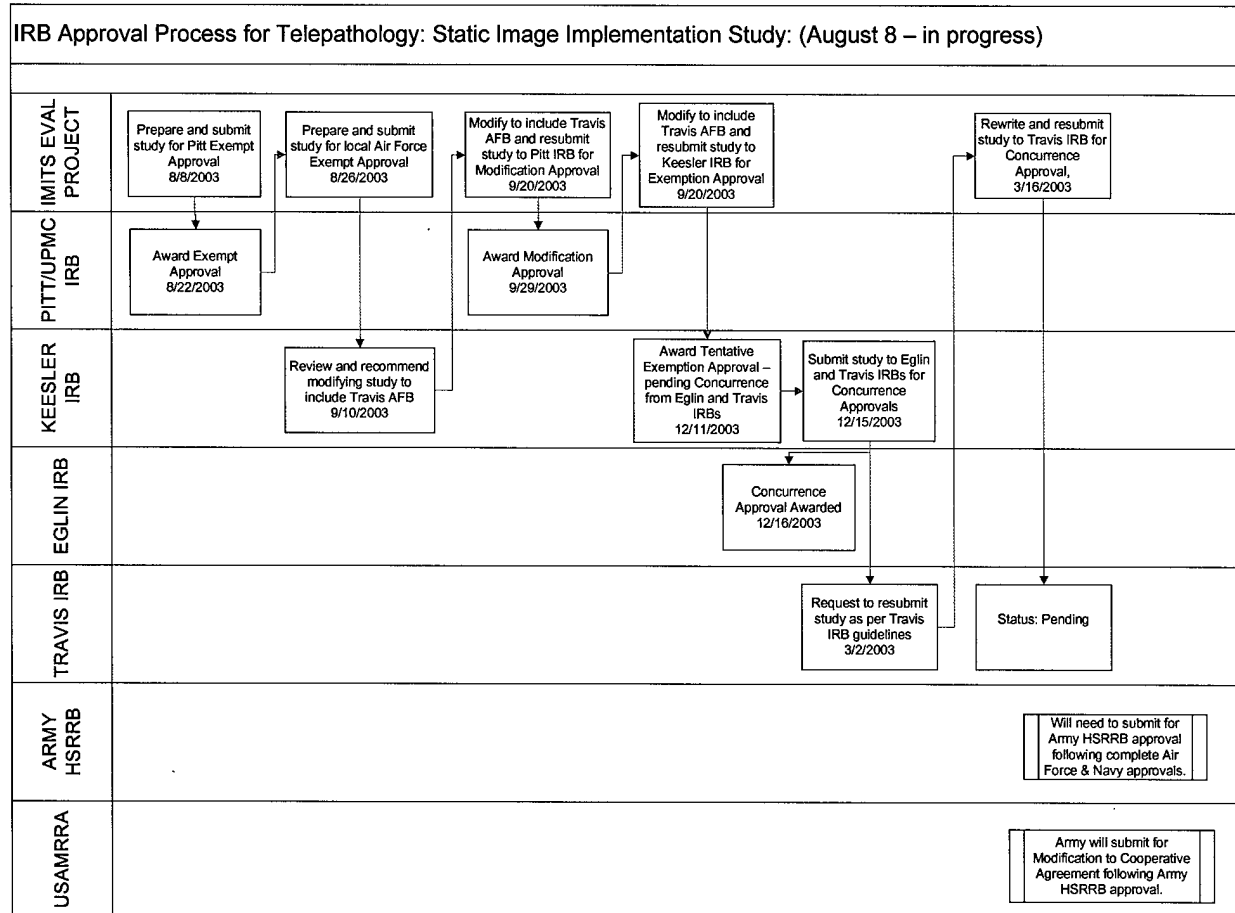 IRB Approval Process for Telepathology: Static Image Implementation Study: (August 8 – in progress)
IMITS EVAL
PROJECT
Prepare and submit
study for Pitt Exempt
Approval
8/8/2003
Prepare and submit
study for local Air Force
Exempt Approval
8/26/2003
Modify to include Travis
AFB and resubmit
study to Pitt IRB for
Modification Approval
9/20/2003
Modify to include
Travis AFB and
resubmit study to
Keesler IRB for
Exemption Approval
9/20/2003
Rewrite and resubmit
study to Travis IRB for
Concurrence
Approval,
3/16/2003
PITT/UPMC
IRB
Award Exempt
Approval
8/22/2003
Award Modification
Approval
9/29/2003
KEESLER
IRB
Review and recommend
modifying study to
include Travis AFB
9/10/2003
Award Tentative
Exemption Approval –
pending Concurrence
from Eglin and Travis
IRBs
12/11/2003
Submit study to Eglin
and Travis IRBs for
Concurrence
Approvals
12/15/2003
EGLIN IRB
Concurrence
Approval Awarded
12/16/2003
TRAVIS IRB
Request to resubmit
study as per Travis
IRB guidelines
3/2/2003
Status: Pending
ARMY
HSRRB
Will need to submit for
Army HSRRB approval
following complete Air
Force & Navy approvals.
USAMRRA
Army will submit for
Modification to Cooperative
Agreement following Army
HSRRB approval.